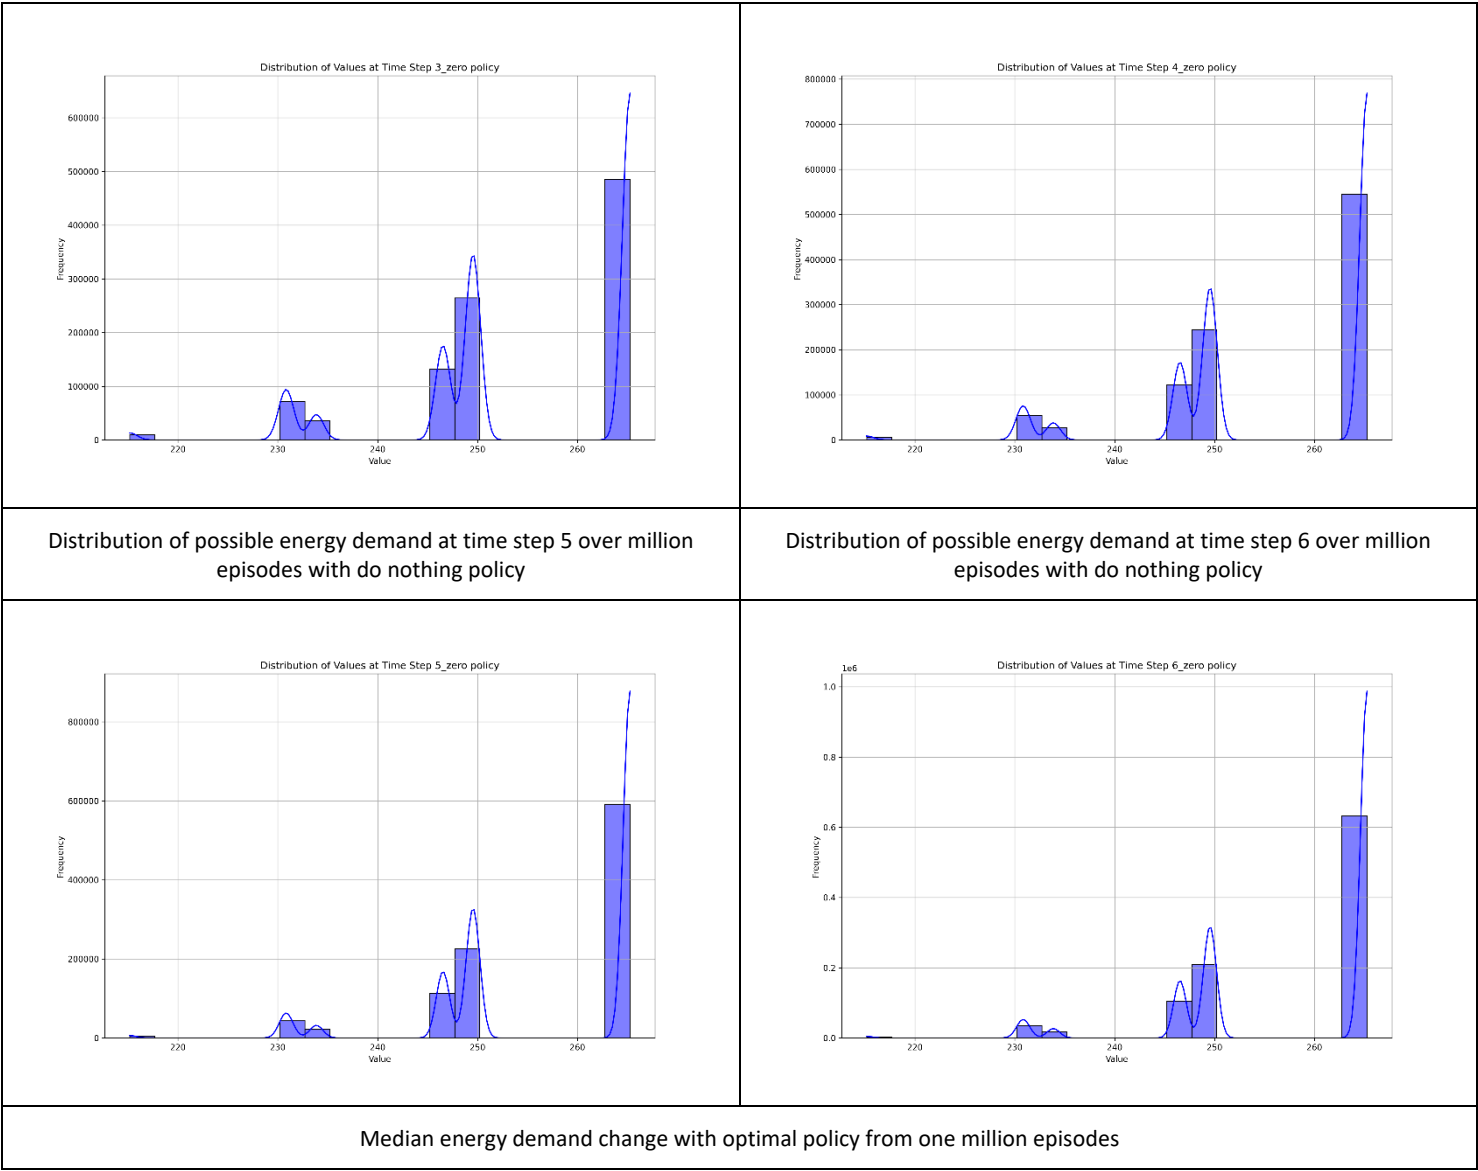 Distribution of Values at Time Step 3_zero policy
600000
500000
400000
300000
200000
100000
0
Frequency
220
230
240
250
260
Value
Distribution of Values at Time Step 4_zero policy
800000
700000
600000
500000
400000
300000
200000
100000
0
Frequency
220
230
240
250
260
Value
Distribution of possible energy demand at time step 5 over million
episodes with do nothing policy
Distribution of possible energy demand at time step 6 over million
episodes with do nothing policy
Distribution of Values at Time Step 5_zero policy
800000
600000
400000
200000
0
Frequency
220
230
240
250
260
Value
Distribution of Values at Time Step 6_zero policy
1e6
1.0
0.8
0.6
0.4
0.2
0.0
Frequency
220
230
240
250
260
Value
Median energy demand change with optimal policy from one million episodes